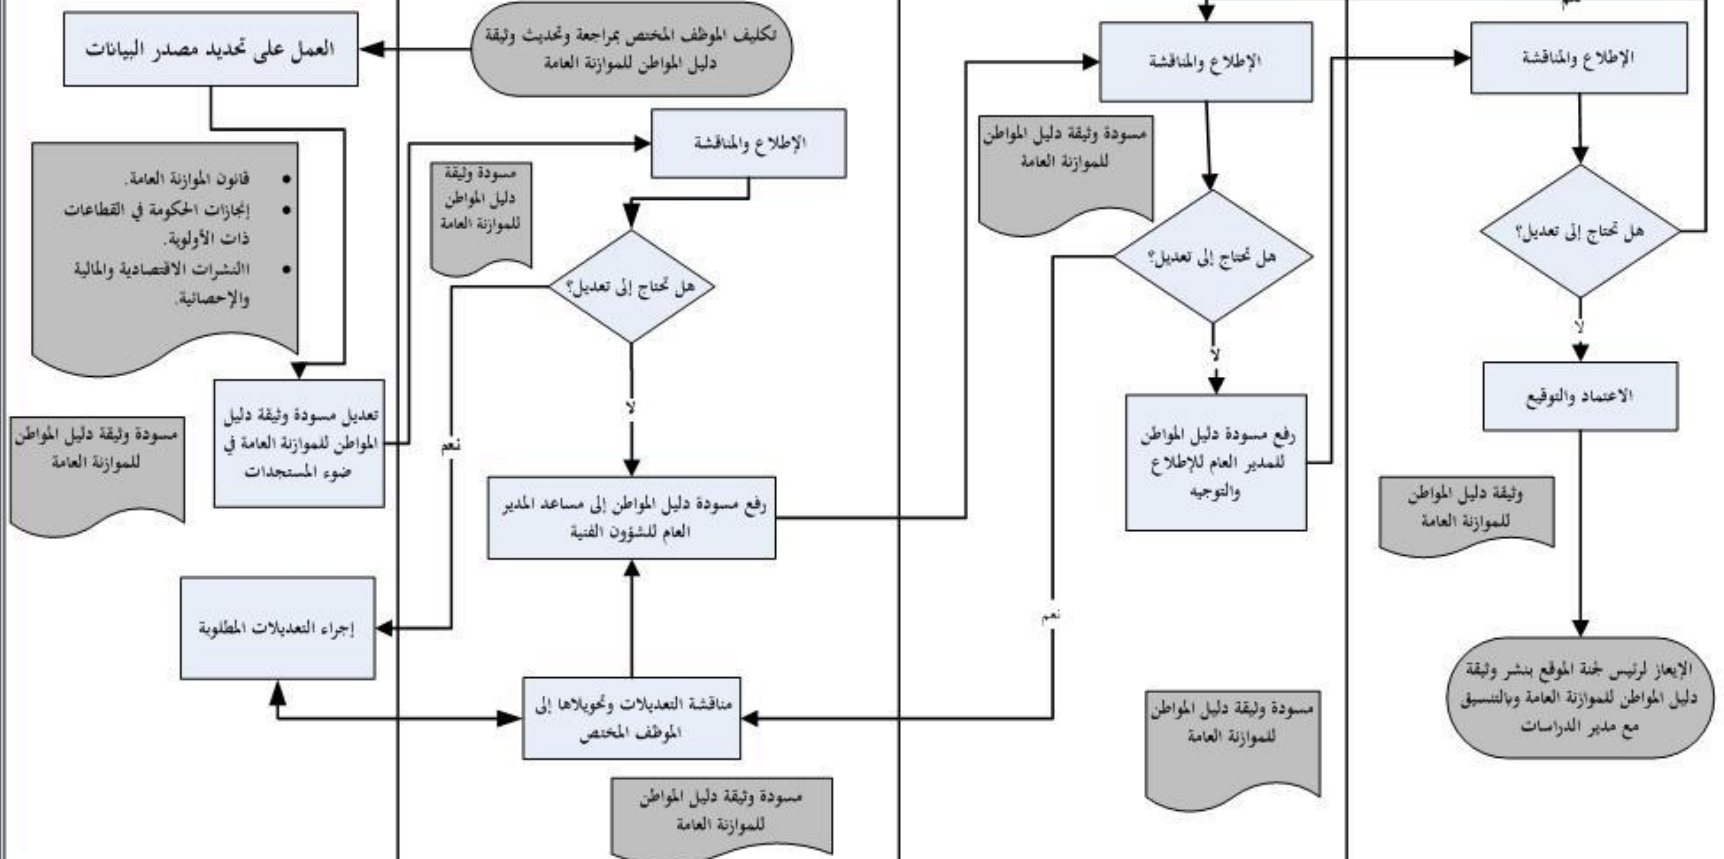 العمل على تحديد مصدر البيانات
تكليف الموظف المختص بمراجعة وتحديث وثيقة
دليل المواطن للموازنة العامة
قانون الموازنة العامة.
إنجازات الحكومة في القطاعات
ذات الأولوية.
االنشرات الاقتصادية والمالية
والإحصائية.
تعديل مسودة وثيقة دليل
المواطن للموازنة العامة في
ضوء المستجدات
مسودة وثيقة دليل المواطن
للموازنة العامة
إجراء التعديلات المطلوبة
الإطلاع والمناقشة
مسودة وثيقة
دليل المواطن
للموازنة العامة
هل تحتاج إلى تعديل؟
لا
نعم
رفع مسودة دليل المواطن إلى مساعد المدير
العام للشؤون الفنية
مناقشة التعديلات وتحويلاها إلى
الموظف المختص
مسودة وثيقة دليل المواطن
للموازنة العامة
الإطلاع والمناقشة
مسودة وثيقة دليل المواطن
للموازنة العامة
هل تحتاج إلى تعديل؟
لا
رفع مسودة دليل المواطن
للمدير العام للإطلاع
والتوجيه
نعم
مسودة وثيقة دليل المواطن
للموازنة العامة
الإطلاع والمناقشة
هل تحتاج إلى تعديل؟
لا
الاعتماد والتوقيع
وثيقة دليل المواطن
للموازنة العامة
الإيعاز لرئيس لجنة الموقع بنشر وثيقة
دليل المواطن للموازنة العامة وبالتنسيق
مع مدير الدراسات